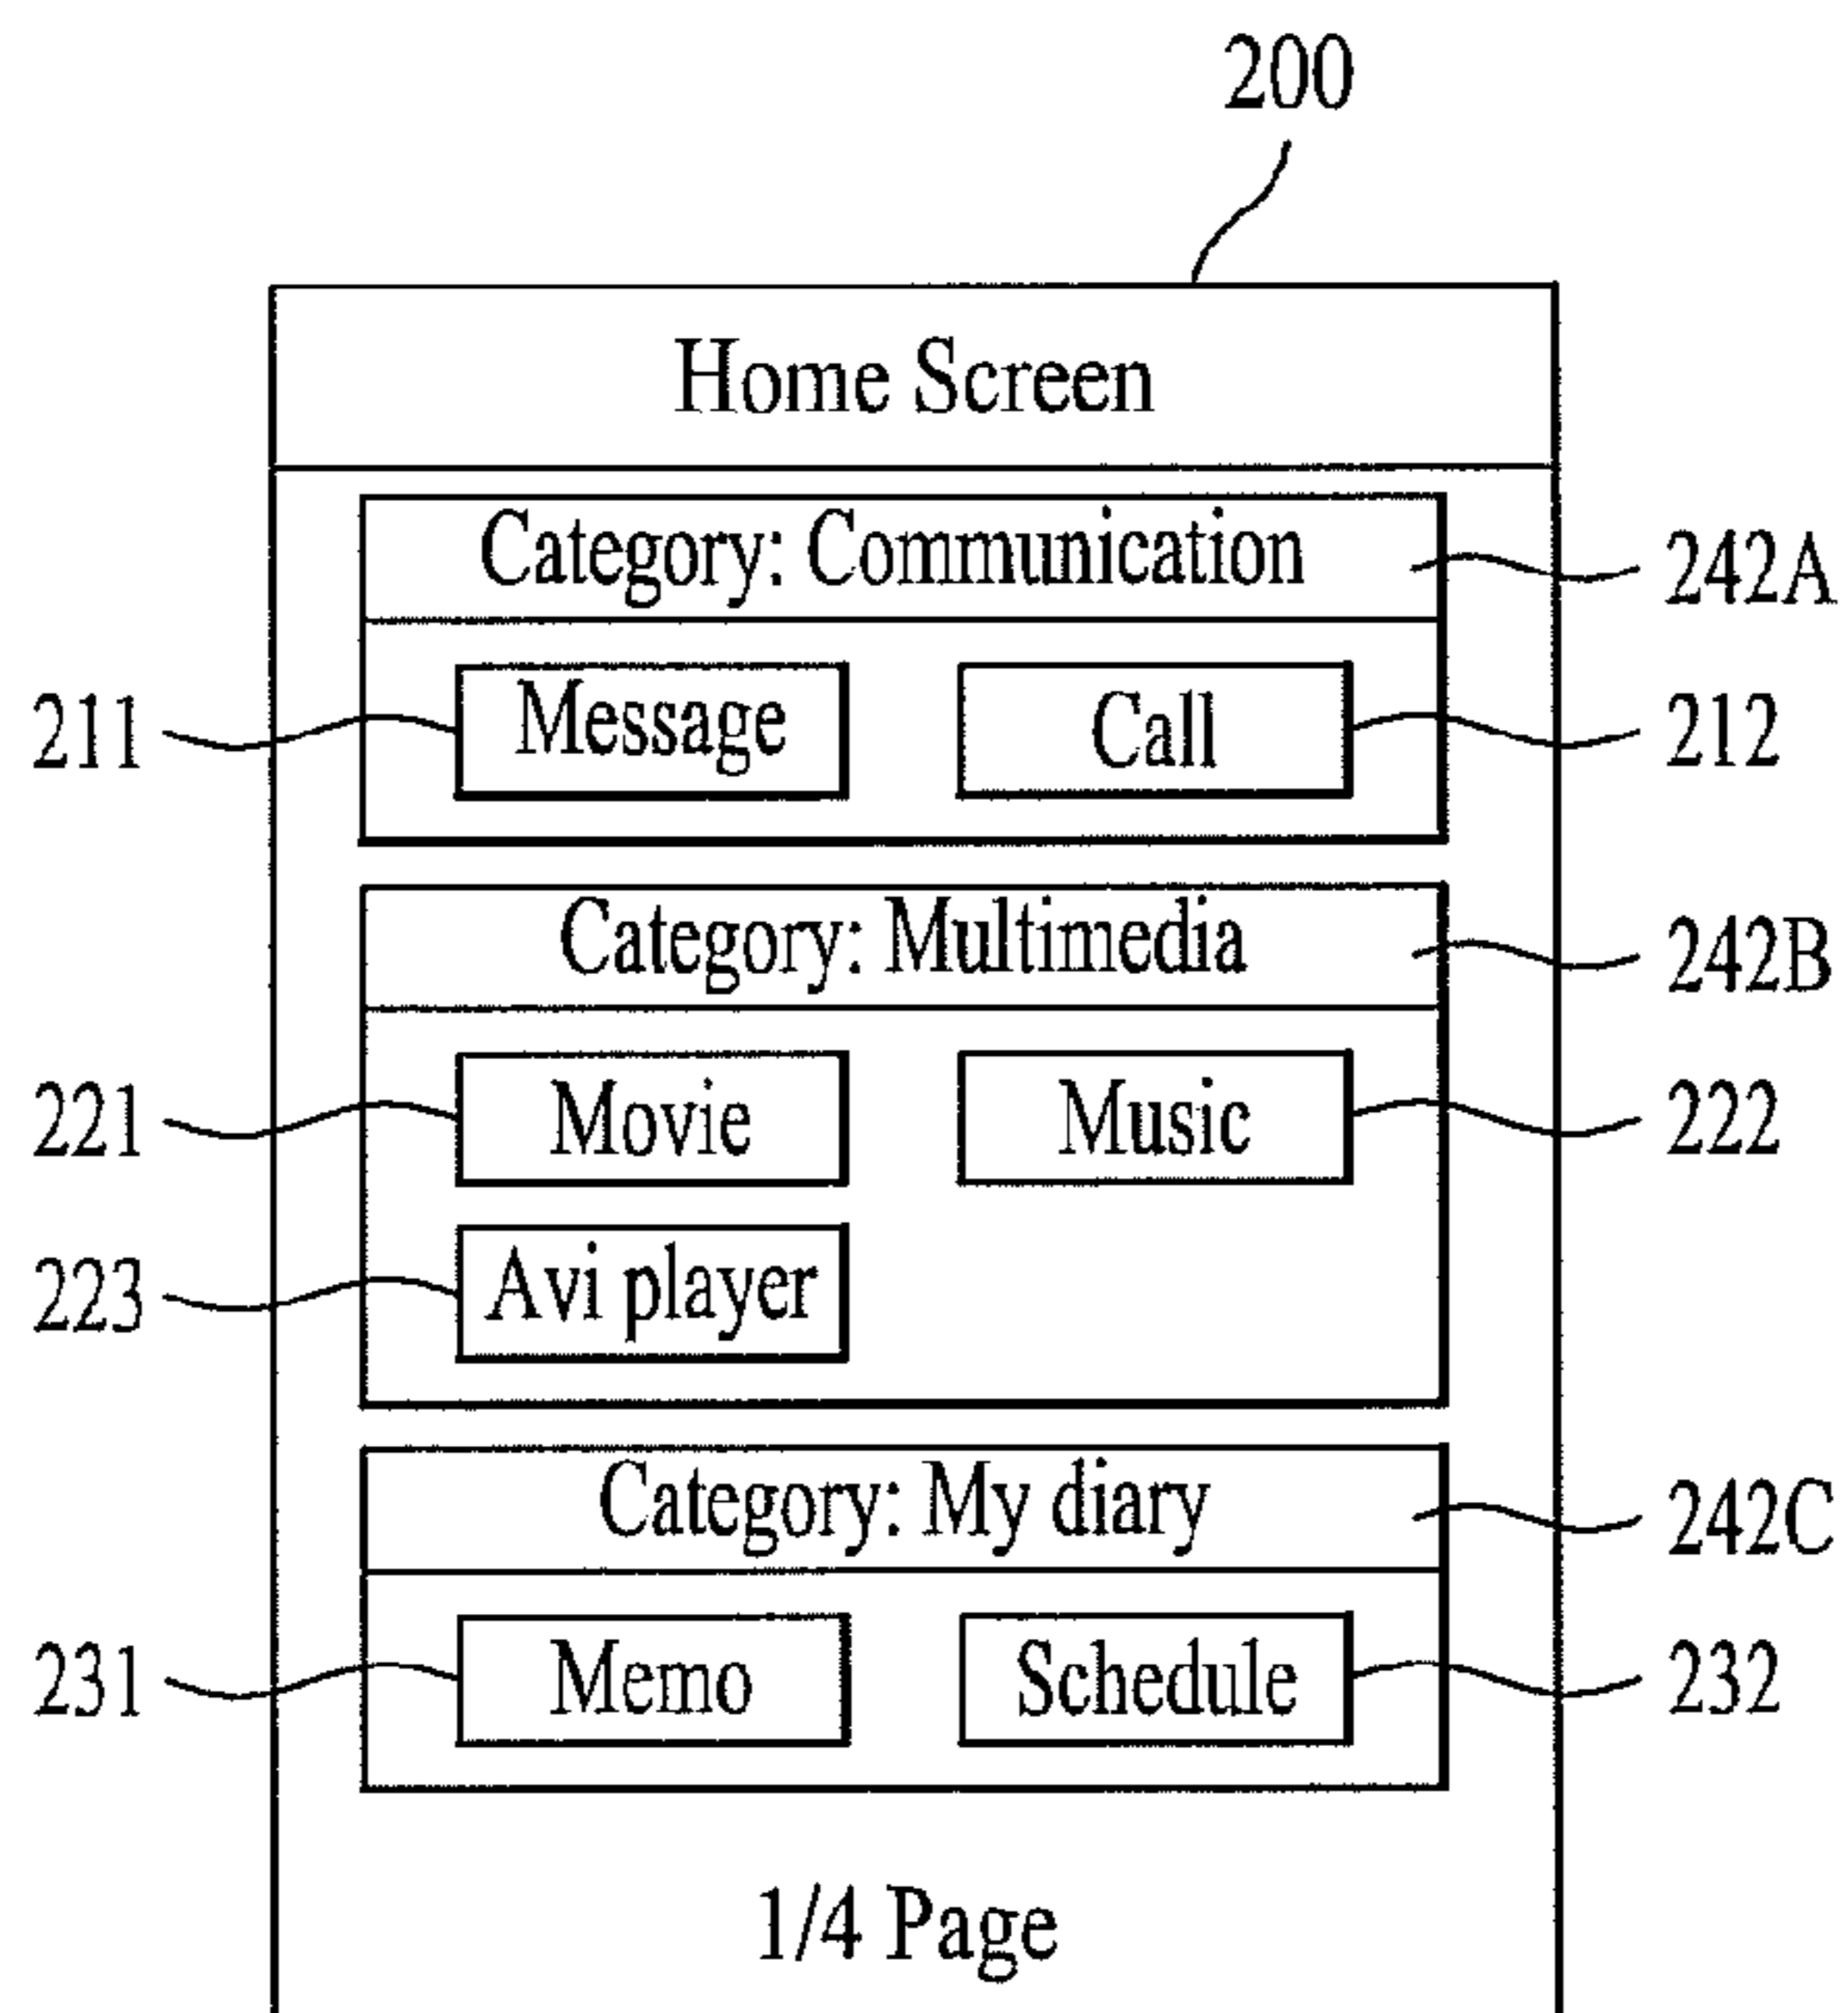 200
Home Screen
Category: Communication
242A
211
Message
Call
212
Category: Multimedia
242B
221
Movie
Music
222
223
Avi player
Category: My diary
242C
231
Memo
Schedule
232
1/4 Page